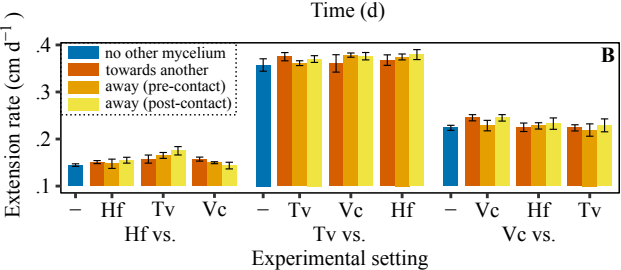 Time (d)
Extension rate (cm d⁻¹)
.4
.3
.2
.1
no other mycelium
towards another
away (pre-contact)
away (post-contact)
B
– Hf Tv Vc – Tv Vc Hf – Vc Hf Tv
Hf vs. Tv vs. Vc vs.
Experimental setting